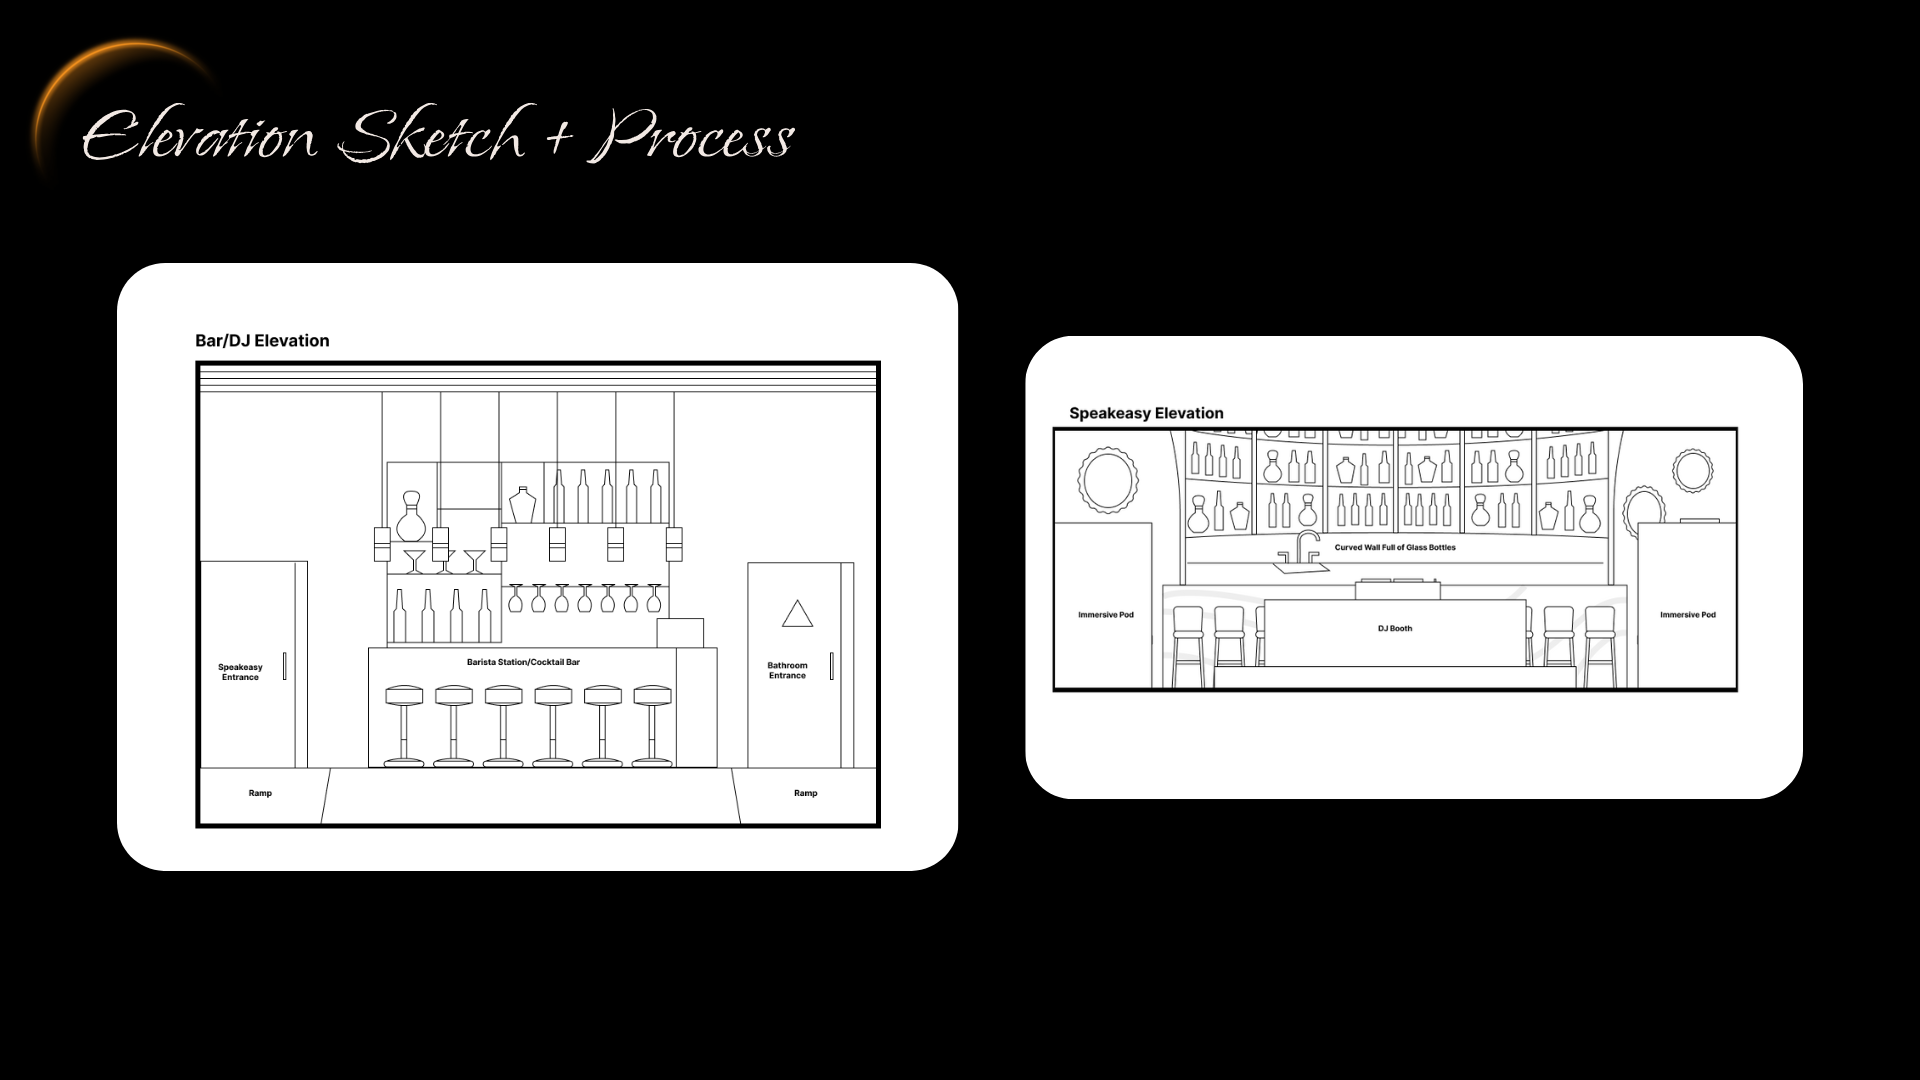 Elevation Sketch + Process
Bar/DJ Elevation
Speakeasy
Entrance
Barista Station/Cocktail Bar
Bathroom
Entrance
Ramp
Ramp
Speakeasy Elevation
Curved Wall Full of Glass Bottles
Immersive Pod
DJ Booth
Immersive Pod